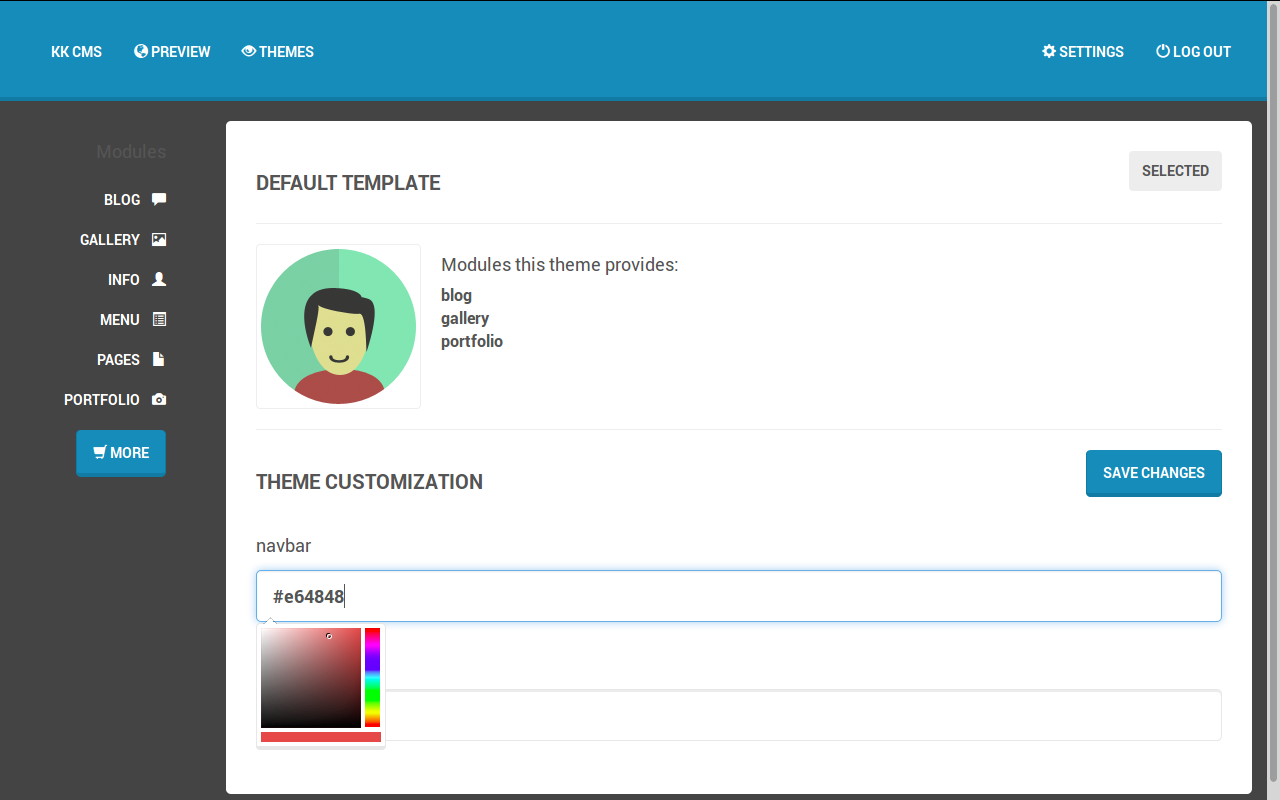 KK CMS PREVIEW THEMES SETTINGS LOG OUT
Modules
BLOG
GALLERY
INFO
MENU
PAGES
PORTFOLIO
MORE
DEFAULT TEMPLATE
SELECTED
Modules this theme provides:
blog
gallery
portfolio
THEME CUSTOMIZATION
SAVE CHANGES
navbar
#e64848